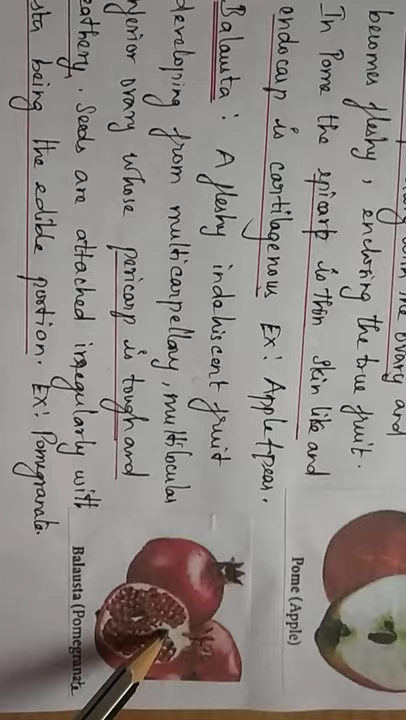 with the ovary and
becomes fleshy, enclosing the true fruit.
In Pome the epicarp is thin skin like and
endocarp is cartilagenous Ex: Apple & pear.
Balausta: A fleshy indehiscent fruit
developing from multicarpellary, multilocular
inferior ovary whose pericarp is tough and
leathery. Seeds are attached irregularly with
testa being the edible portion. Ex: Pomegranate.
Pome (Apple)
Balausta (Pomegranate